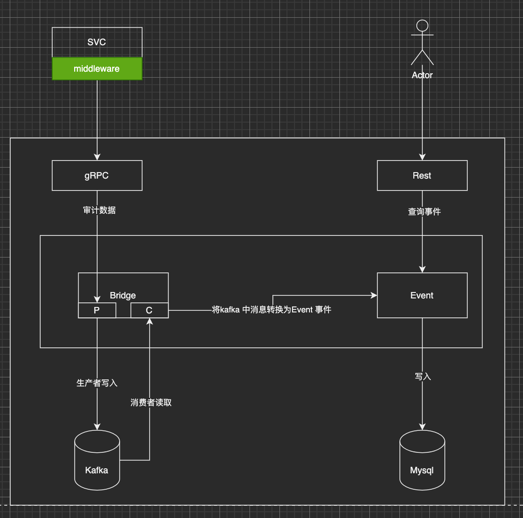 SVC
middleware
Actor
gRPC
Rest
审计数据
查询事件
Bridge
P
C
将kafka 中消息转换为Event 事件
Event
生产者写入
消费者读取
写入
Kafka
Mysql